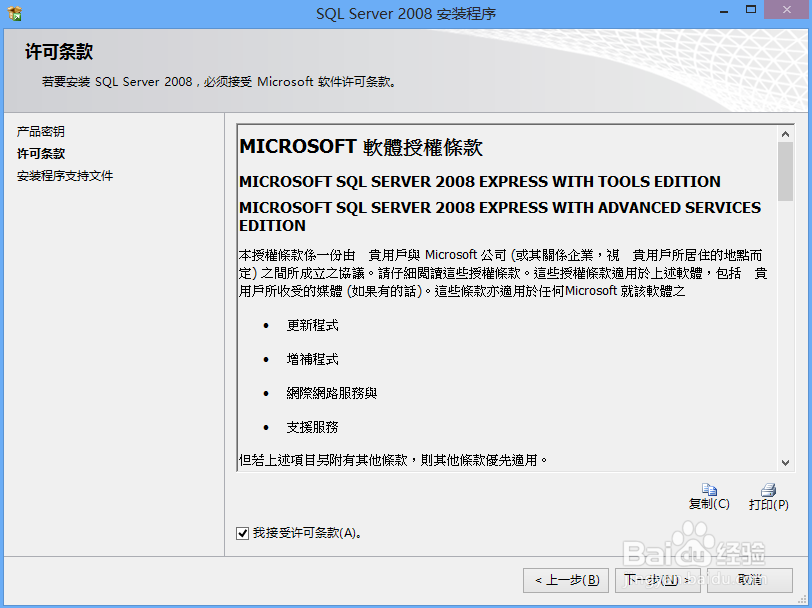 SQL Server 2008 安装程序
许可条款
若要安装 SQL Server 2008，必须接受 Microsoft 软件许可条款。
产品密钥
许可条款
安装程序支持文件
MICROSOFT 軟體授權條款
MICROSOFT SQL SERVER 2008 EXPRESS WITH TOOLS EDITION
MICROSOFT SQL SERVER 2008 EXPRESS WITH ADVANCED SERVICES
EDITION
本授權條款係一份由 貴用戶與 Microsoft 公司 (或其關係企業，視 貴用戶所居住的地點而
定) 之間所成立之協議。請仔細閱讀這些授權條款。這些授權條款適用於上述軟體，包括 貴
用戶所收受的媒體 (如果有的話)。這些條款亦適用於任何Microsoft 就該軟體之
• 更新程式
• 增補程式
• 網際網路服務與
• 支援服務
但若上述項目另附有其他條款，則其他條款優先適用。
复制(C) 打印(P)
我接受许可条款(A)。
Baidu 经验
< 上一步(B) 下一步(N) > 取消